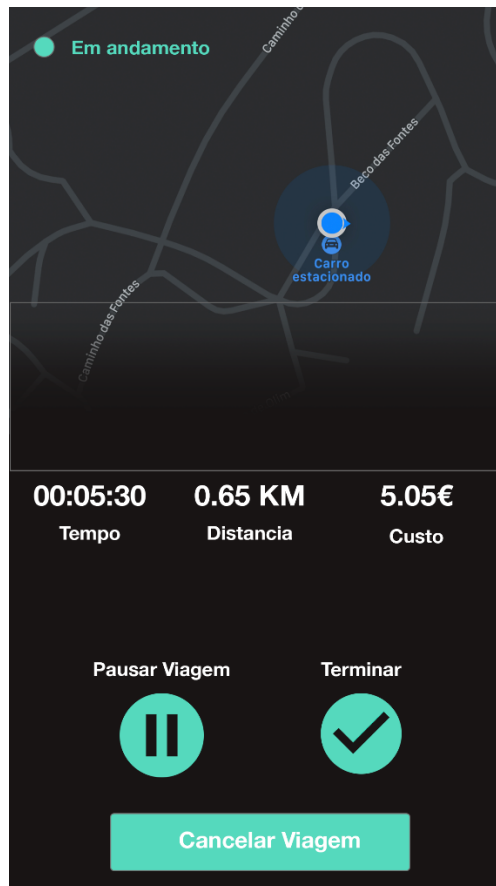 Em andamento
Caminho d
Beco das Fontes
Carro
estacionado
Caminho das Fontes
00:05:30 0.65 KM 5.05€
Tempo Distancia Custo
Pausar Viagem Terminar
Cancelar Viagem